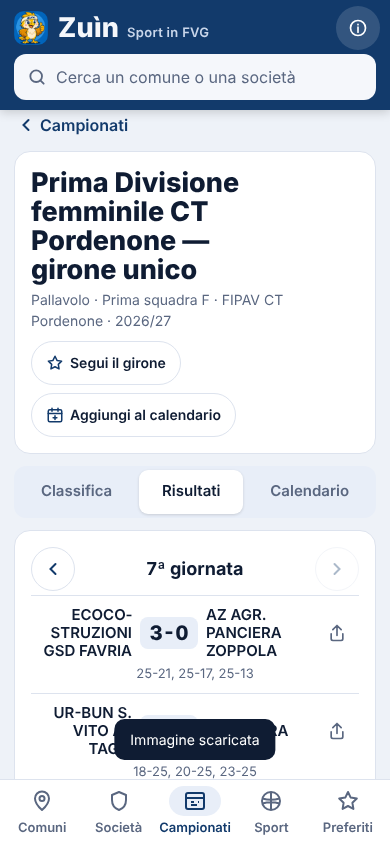 Zuìn Sport in FVG
Cerca un comune o una società
Campionati
Prima Divisione
femminile CT
Pordenone —
girone unico
Pallavolo · Prima squadra F · FIPAV CT
Pordenone · 2026/27
Segui il girone
Aggiungi al calendario
Classifica Risultati Calendario
7ª giornata
ECOCO-
STRUZIONI
GSD FAVRIA
3-0
AZ AGR.
PANCIERA
ZOPPOLA
25-21, 25-17, 25-13
UR-BUN S.
VITO
Immagine scaricata
18-25, 20-25, 23-25
Comuni Società Campionati Sport Preferiti